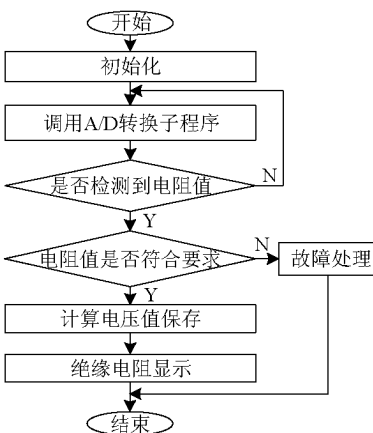 开始
初始化
调用A/D转换子程序
是否检测到电阻值
N
Y
电阻值是否符合要求
N
故障处理
Y
计算电压值保存
绝缘电阻显示
结束